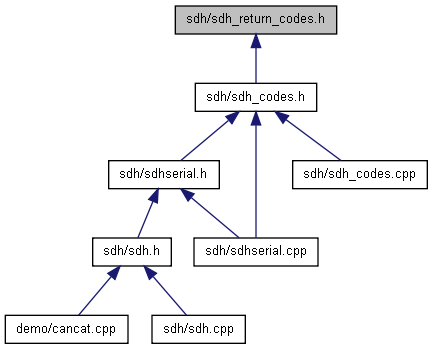 sdh/sdh_return_codes.h
sdh/sdh_codes.h
sdh/sdhserial.h
sdh/sdh_codes.cpp
sdh/sdh.h
sdh/sdhserial.cpp
demo/cancat.cpp
sdh/sdh.cpp